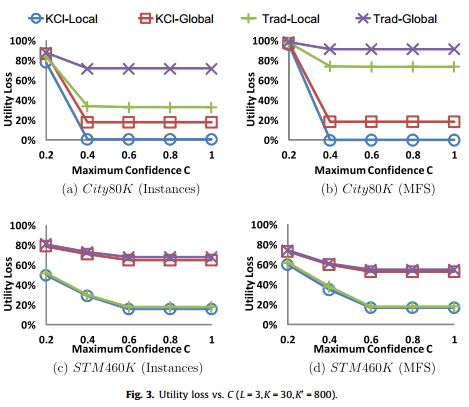 KCl-Local KCl-Global Trad-Local Trad-Global
100%
80%
60%
40%
20%
0%
Utility Loss
0.2 0.4 0.6 0.8 1
Maximum Confidence C
(a) City80K (Instances)
100%
80%
60%
40%
20%
0%
Utility Loss
0.2 0.4 0.6 0.8 1
Maximum Confidence C
(b) City80K (MFS)
100%
80%
60%
40%
20%
0%
Utility Loss
0.2 0.4 0.6 0.8 1
Maximum Confidence C
(c) STM460K (Instances)
100%
80%
60%
40%
20%
0%
Utility Loss
0.2 0.4 0.6 0.8 1
Maximum Confidence C
(d) STM460K (MFS)
Fig. 3. Utility loss vs. C (L = 3, K = 30, K' = 800).